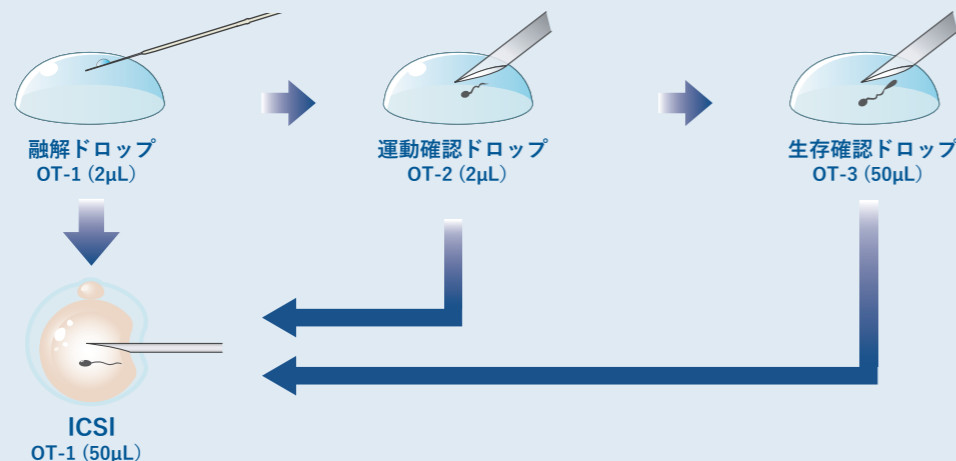 融解ドロップ
OT-1 (2μL)
運動確認ドロップ
OT-2 (2μL)
生存確認ドロップ
OT-3 (50μL)
ICSI
OT-1 (50μL)